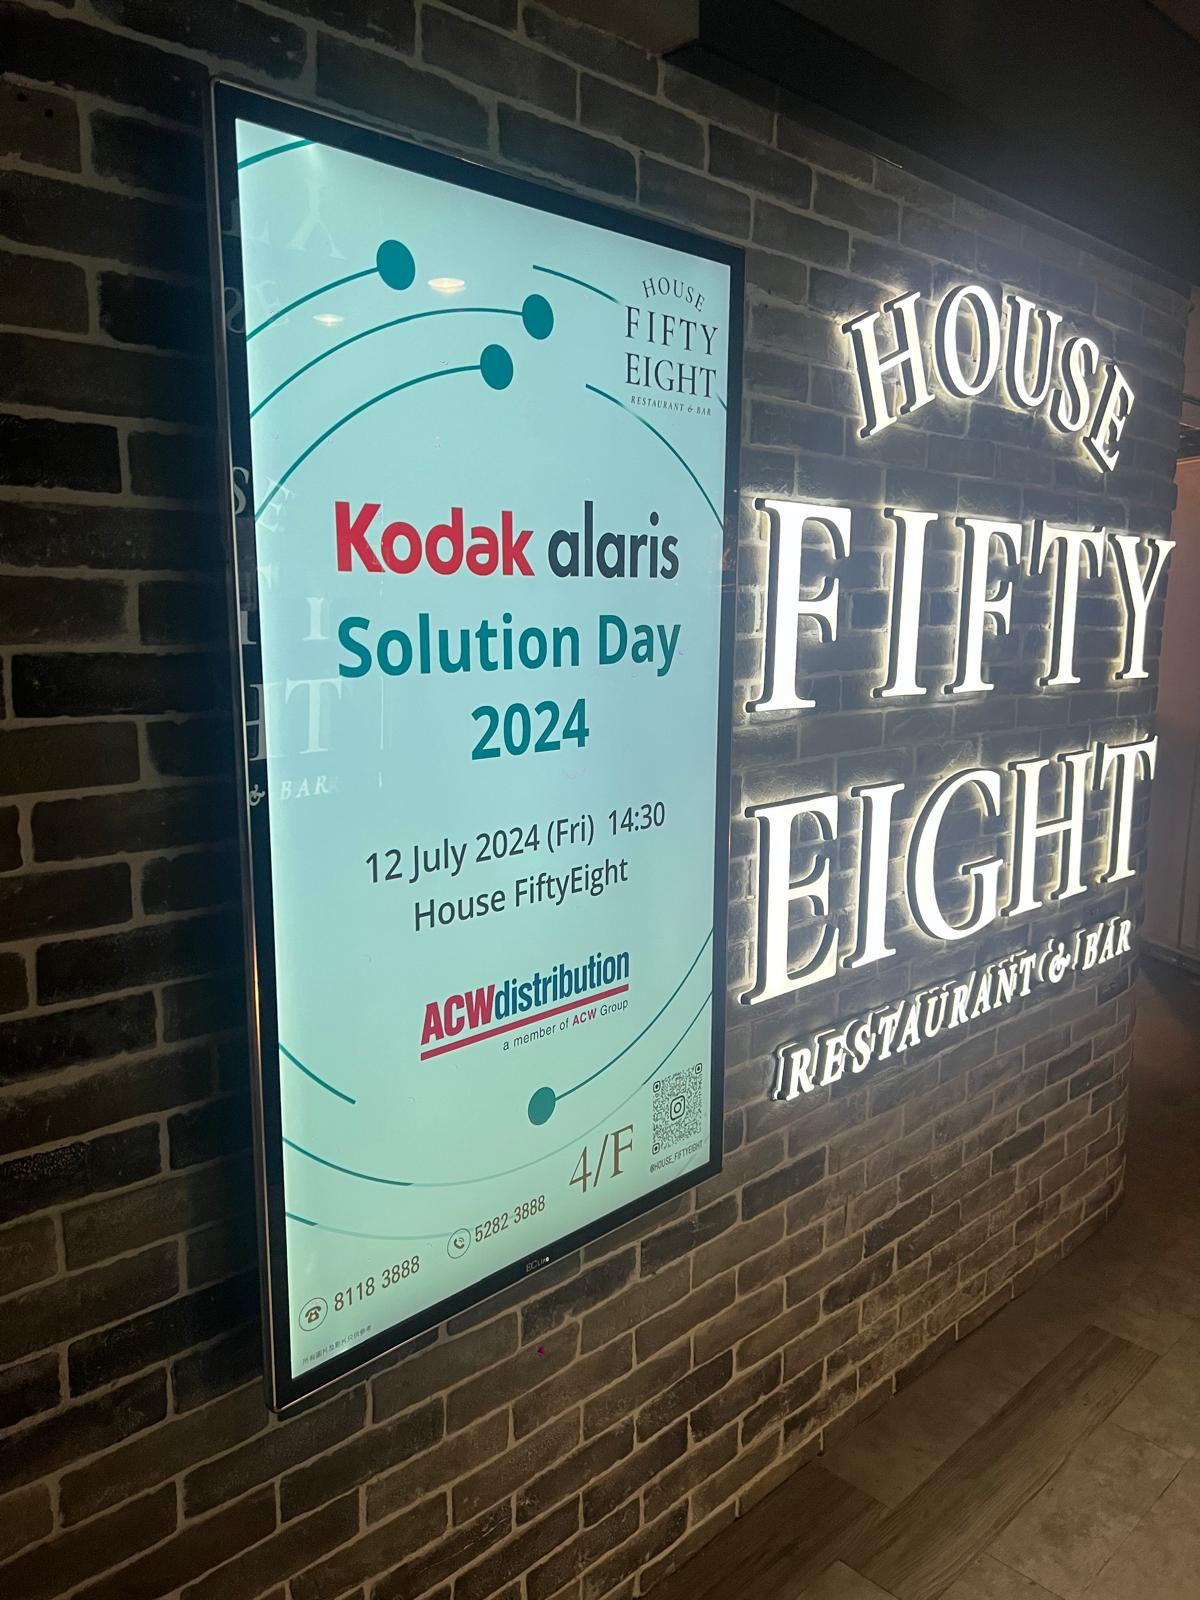 HOUSE
FIFTY
EIGHT
RESTAURANT & BAR
Kodak alaris
Solution Day
2024
12 July 2024 (Fri) 14:30
House FiftyEight
ACWdistribution
a member of ACW Group
4/F
@HOUSE_FIFTYEIGHT
5282 3888
8118 3888
HOUSE
FIFTY
EIGHT
RESTAURANT & BAR